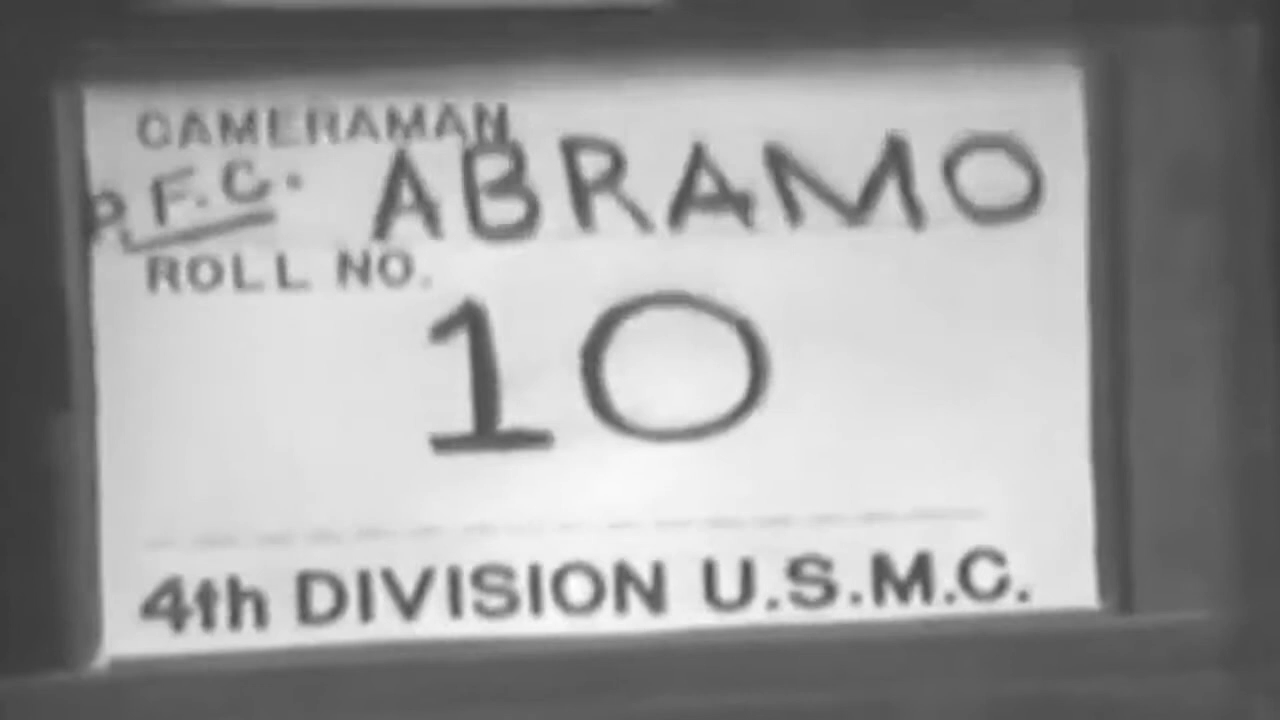 CAMERAMAN
P.F.C. ABRAMO
ROLL NO.
10
4th DIVISION U.S.M.C.